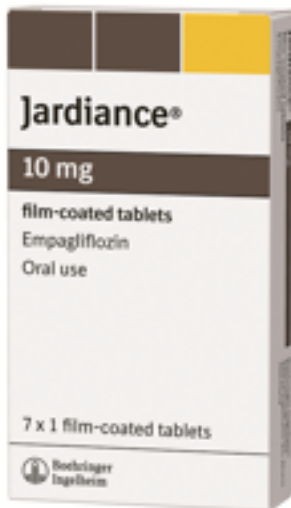 Jardiance®
10 mg
film-coated tablets
Empagliflozin
Oral use
7 x 1 film-coated tablets
Boehringer
Ingelheim